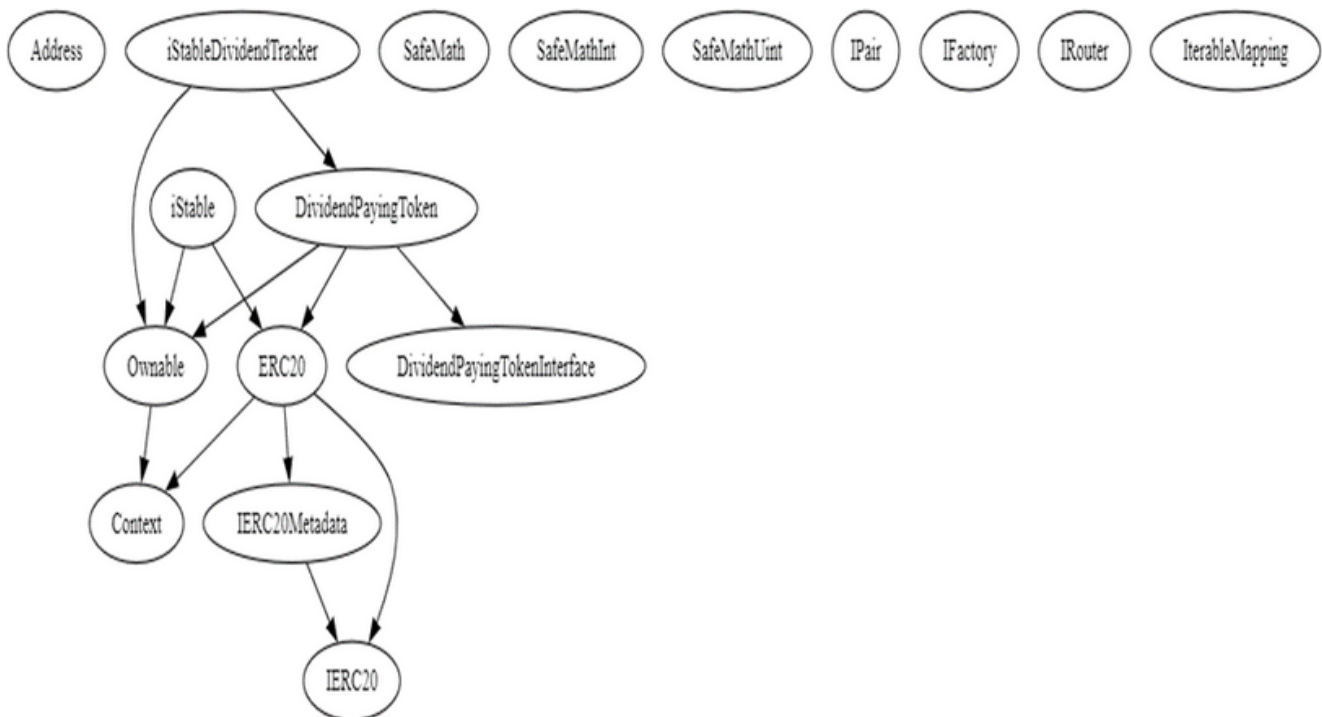 Address
iStableDividendTracker
SafeMath
SafeMathInt
SafeMathUint
IPair
IFactory
IRouter
IterableMapping
iStable
DividendPayingToken
Ownable
ERC20
DividendPayingTokenInterface
Context
IERC20Metadata
IERC20